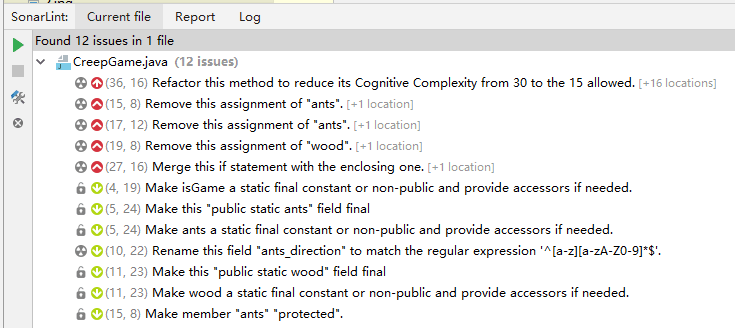 SonarLint: Current file Report Log
Found 12 issues in 1 file
CreepGame.java (12 issues)
(36, 16) Refactor this method to reduce its Cognitive Complexity from 30 to the 15 allowed. [+16 locations]
(15, 8) Remove this assignment of "ants". [+1 location]
(17, 12) Remove this assignment of "ants". [+1 location]
(19, 8) Remove this assignment of "wood". [+1 location]
(27, 16) Merge this if statement with the enclosing one. [+1 location]
(4, 19) Make isGame a static final constant or non-public and provide accessors if needed.
(5, 24) Make this "public static ants" field final
(5, 24) Make ants a static final constant or non-public and provide accessors if needed.
(10, 22) Rename this field "ants_direction" to match the regular expression '^[a-z][a-zA-Z0-9]*$'.
(11, 23) Make this "public static wood" field final
(11, 23) Make wood a static final constant or non-public and provide accessors if needed.
(15, 8) Make member "ants" "protected".